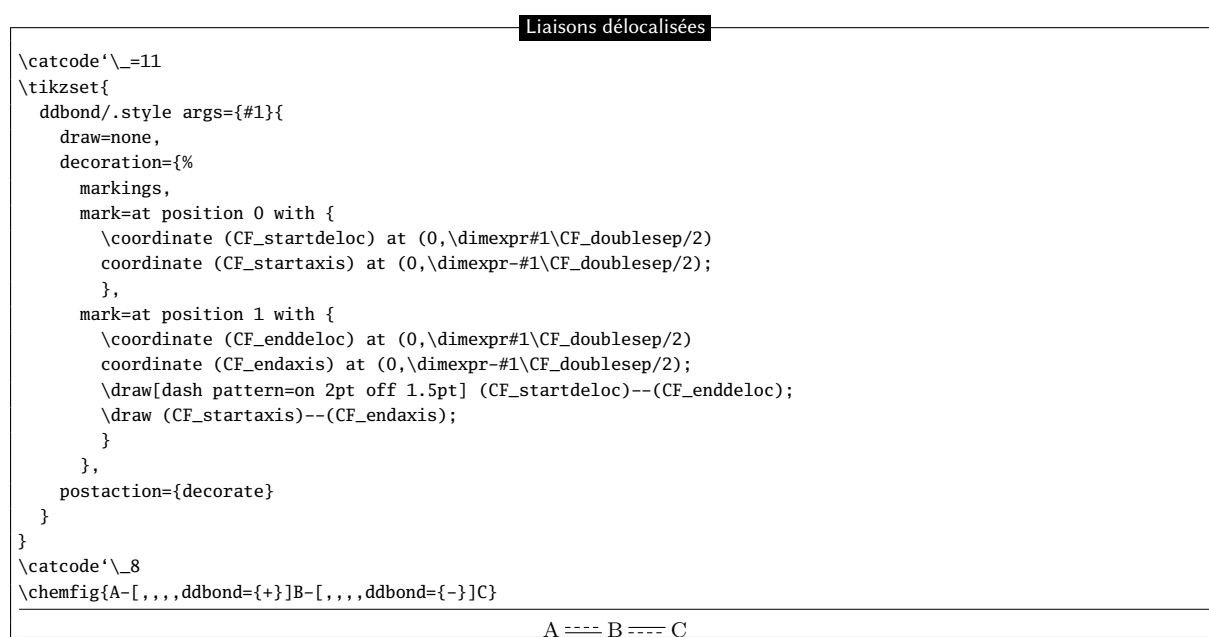 Liaisons délocalisées
\catcode‘\_=11
\tikzset{
  ddbond/.style args={#1}{
    draw=none,
    decoration={%
      markings,
      mark=at position 0 with {
        \coordinate (CF_startdeloc) at (0,\dimexpr#1\CF_doublesep/2)
        coordinate (CF_startaxis) at (0,\dimexpr-#1\CF_doublesep/2);
        },
      mark=at position 1 with {
        \coordinate (CF_enddeloc) at (0,\dimexpr#1\CF_doublesep/2)
        coordinate (CF_endaxis) at (0,\dimexpr-#1\CF_doublesep/2);
        \draw[dash pattern=on 2pt off 1.5pt] (CF_startdeloc)--(CF_enddeloc);
        \draw (CF_startaxis)--(CF_endaxis);
        }
      },
    postaction={decorate}
  }
}
\catcode‘\_8
\chemfig{A-[,,,,ddbond={+}]B-[,,,,ddbond={-}]C}
A B C